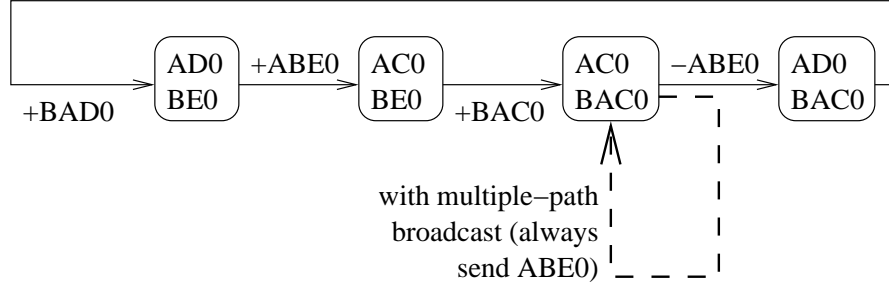 AD0
BE0
+ABE0
AC0
BE0
AC0
BAC0
−ABE0
AD0
BAC0
+BAD0
+BAC0
with multiple−path
broadcast (always
send ABE0)